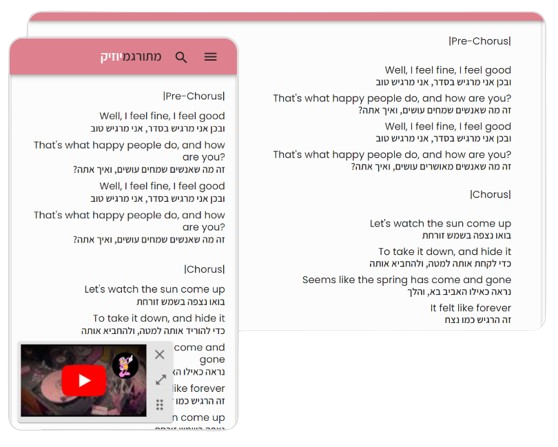 מתורגמיוזיק
|Pre-Chorus|
Well, I feel fine, I feel good
ובכן אני מרגיש בסדר, אני מרגיש טוב
That's what happy people do, and how
are you?
זה מה שאנשים שמחים עושים, ואיך אתה?
Well, I feel fine, I feel good
ובכן אני מרגיש בסדר, אני מרגיש טוב
That's what happy people do, and how
are you?
זה מה שאנשים שמחים עושים, ואיך אתה?
|Chorus|
Let's watch the sun come up
בואו נצפה בשמש זורחת
To take it down, and hide it
כדי להוריד אותה למטה, ולהחביא אותה
come and
gone
נראה כאילו
like forever
זה הרגיש כמו
n come up
|Pre-Chorus|
Well, I feel fine, I feel good
ובכן אני מרגיש בסדר, אני מרגיש טוב
That's what happy people do, and how are you?
זה מה שאנשים שמחים עושים, ואיך אתה?
Well, I feel fine, I feel good
ובכן אני מרגיש בסדר, אני מרגיש טוב
That's what happy people do, and how are you?
זה מה שאנשים מאושרים עושים, ואיך אתה?
|Chorus|
Let's watch the sun come up
בואו נצפה בשמש זורחת
To take it down, and hide it
כדי לקחת אותה למטה, ולהחביא אותה
Seems like the spring has come and gone
נראה כאילו האביב בא, והלך
It felt like forever
זה הרגיש כמו נצח